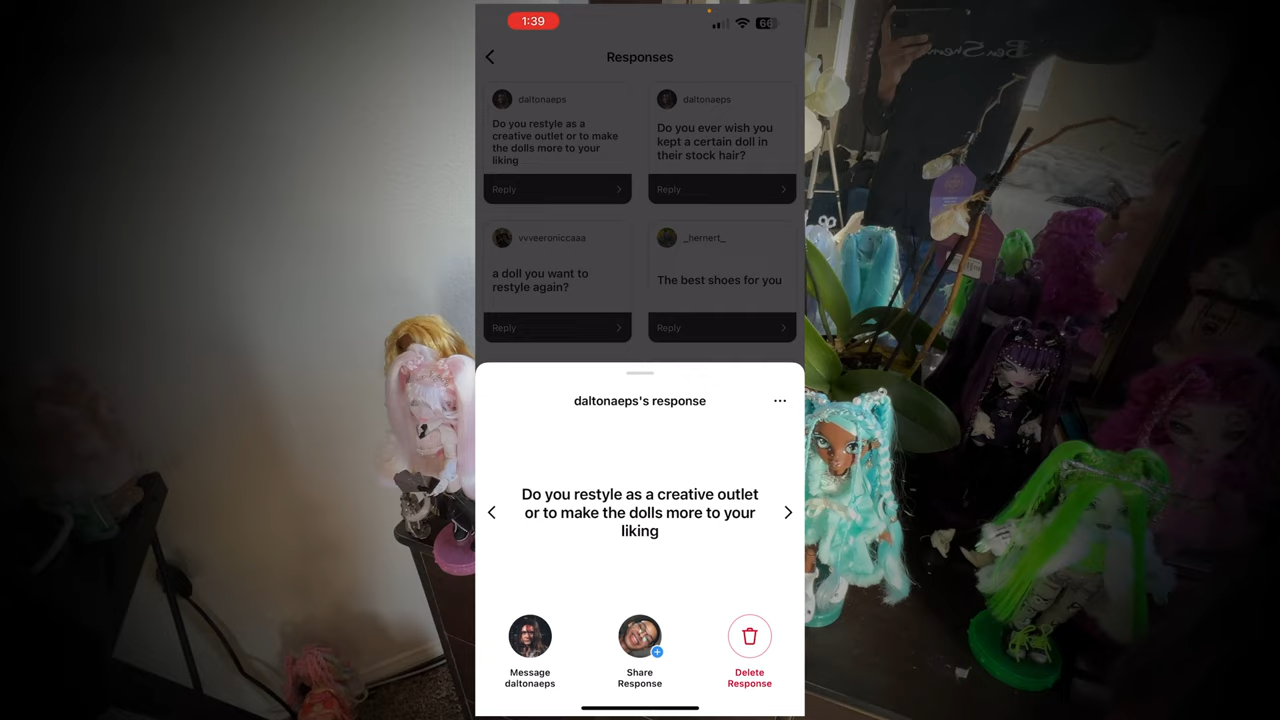 1:39
66
Responses
daltonaeps
Do you restyle as a
creative outlet or to make
the dolls more to your
liking
Reply
daltonaeps
Do you ever wish you
kept a certain doll in
their stock hair?
Reply
vvveeroniccaaa
a doll you want to
restyle again?
Reply
_hernert_
The best shoes for you
Reply
daltonaeps's response
Do you restyle as a creative outlet
or to make the dolls more to your
liking
Message
daltonaeps
Share
Response
Delete
Response